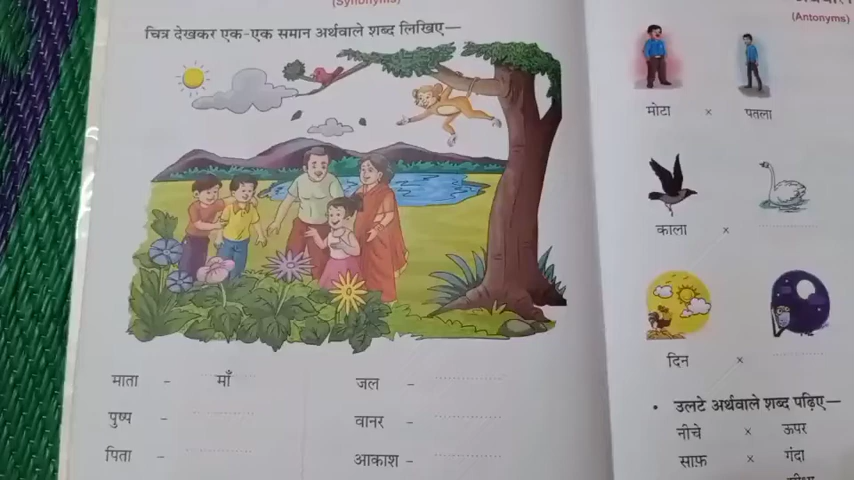 (Synonyms)
चित्र देखकर एक-एक समान अर्थवाले शब्द लिखिए—
माता – माँ
जल –
पुष्प –
वानर –
पिता –
आकाश –
(Antonyms)
मोटा × पतला
काला ×
दिन ×
• उलटे अर्थवाले शब्द पढ़िए—
नीचे × ऊपर
साफ़ × गंदा